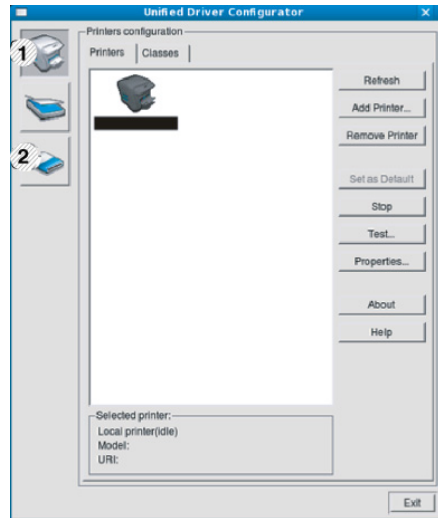 Unified Driver Configurator
Printers configuration
1
Printers
Classes
Refresh
Add Printer...
Remove Printer
2
Set as Default
Stop
Test...
Properties...
About
Help
Selected printer:
Local printer(idle)
Model:
URI:
Exit